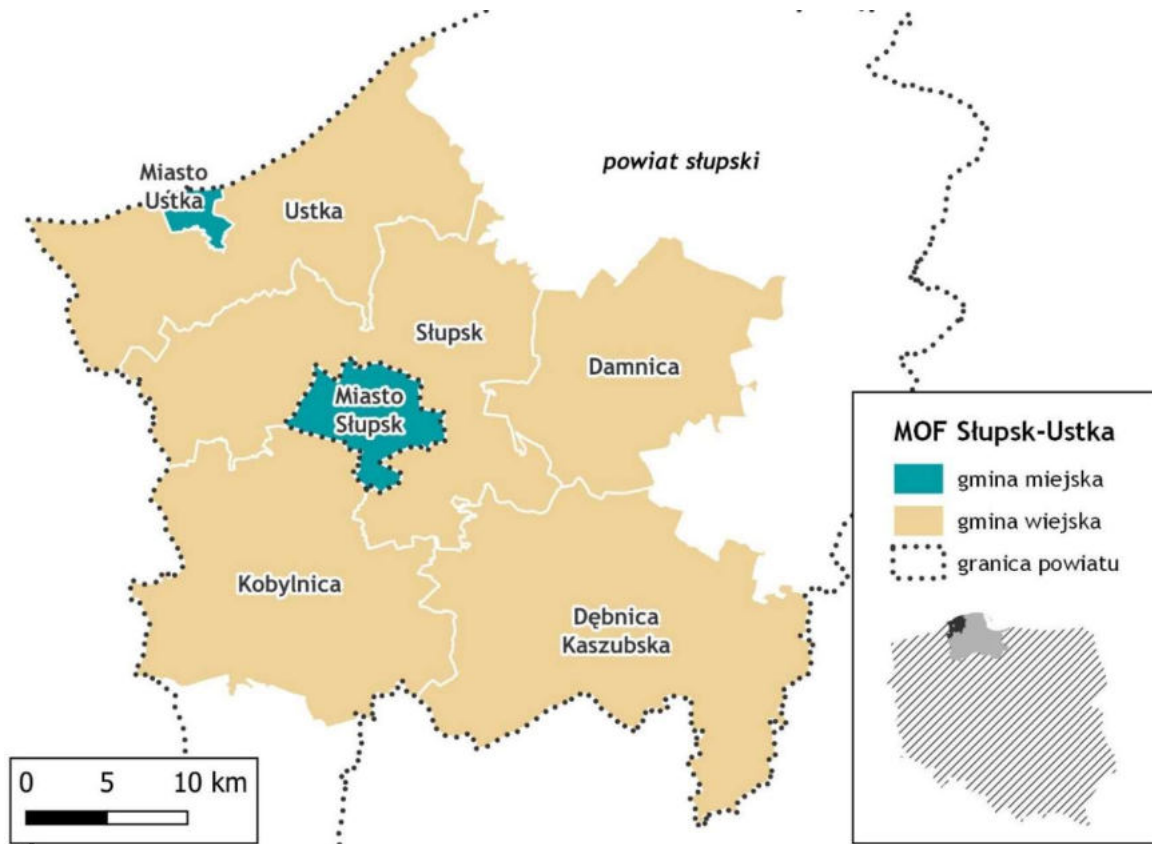 powiat słupski
Miasto
Ustka
Ustka
Słupsk
Damnica
Miasto
Słupsk
Kobylnica
Dębnica
Kaszubska
MOF Słupsk-Ustka
gmina miejska
gmina wiejska
granica powiatu
0 5 10 km